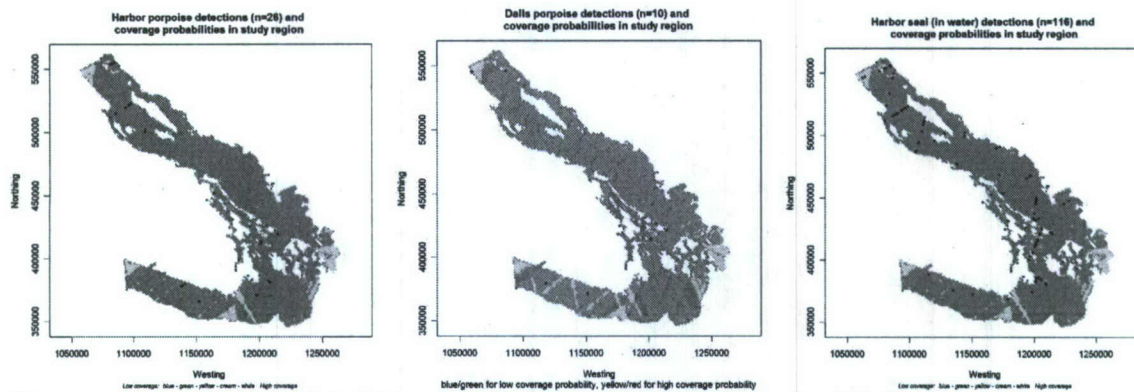 Harbor porpoise detections (n=26) and
coverage probabilities in study region
Northing
550000
500000
450000
400000
350000
1050000 1100000 1150000 1200000 1250000
Westing
Low coverage: blue - green - yellow - cream - white High coverage
Dalls porpoise detections (n=10) and
coverage probabilities in study region
Northing
550000
500000
450000
400000
350000
1050000 1100000 1150000 1200000 1250000
Westing
blue/green for low coverage probability, yellow/red for high coverage probability
Harbor seal (in water) detections (n=116) and
coverage probabilities in study region
Northing
550000
500000
450000
400000
350000
1050000 1100000 1150000 1200000 1250000
Westing
Low coverage: blue - green - yellow - cream - white High coverage